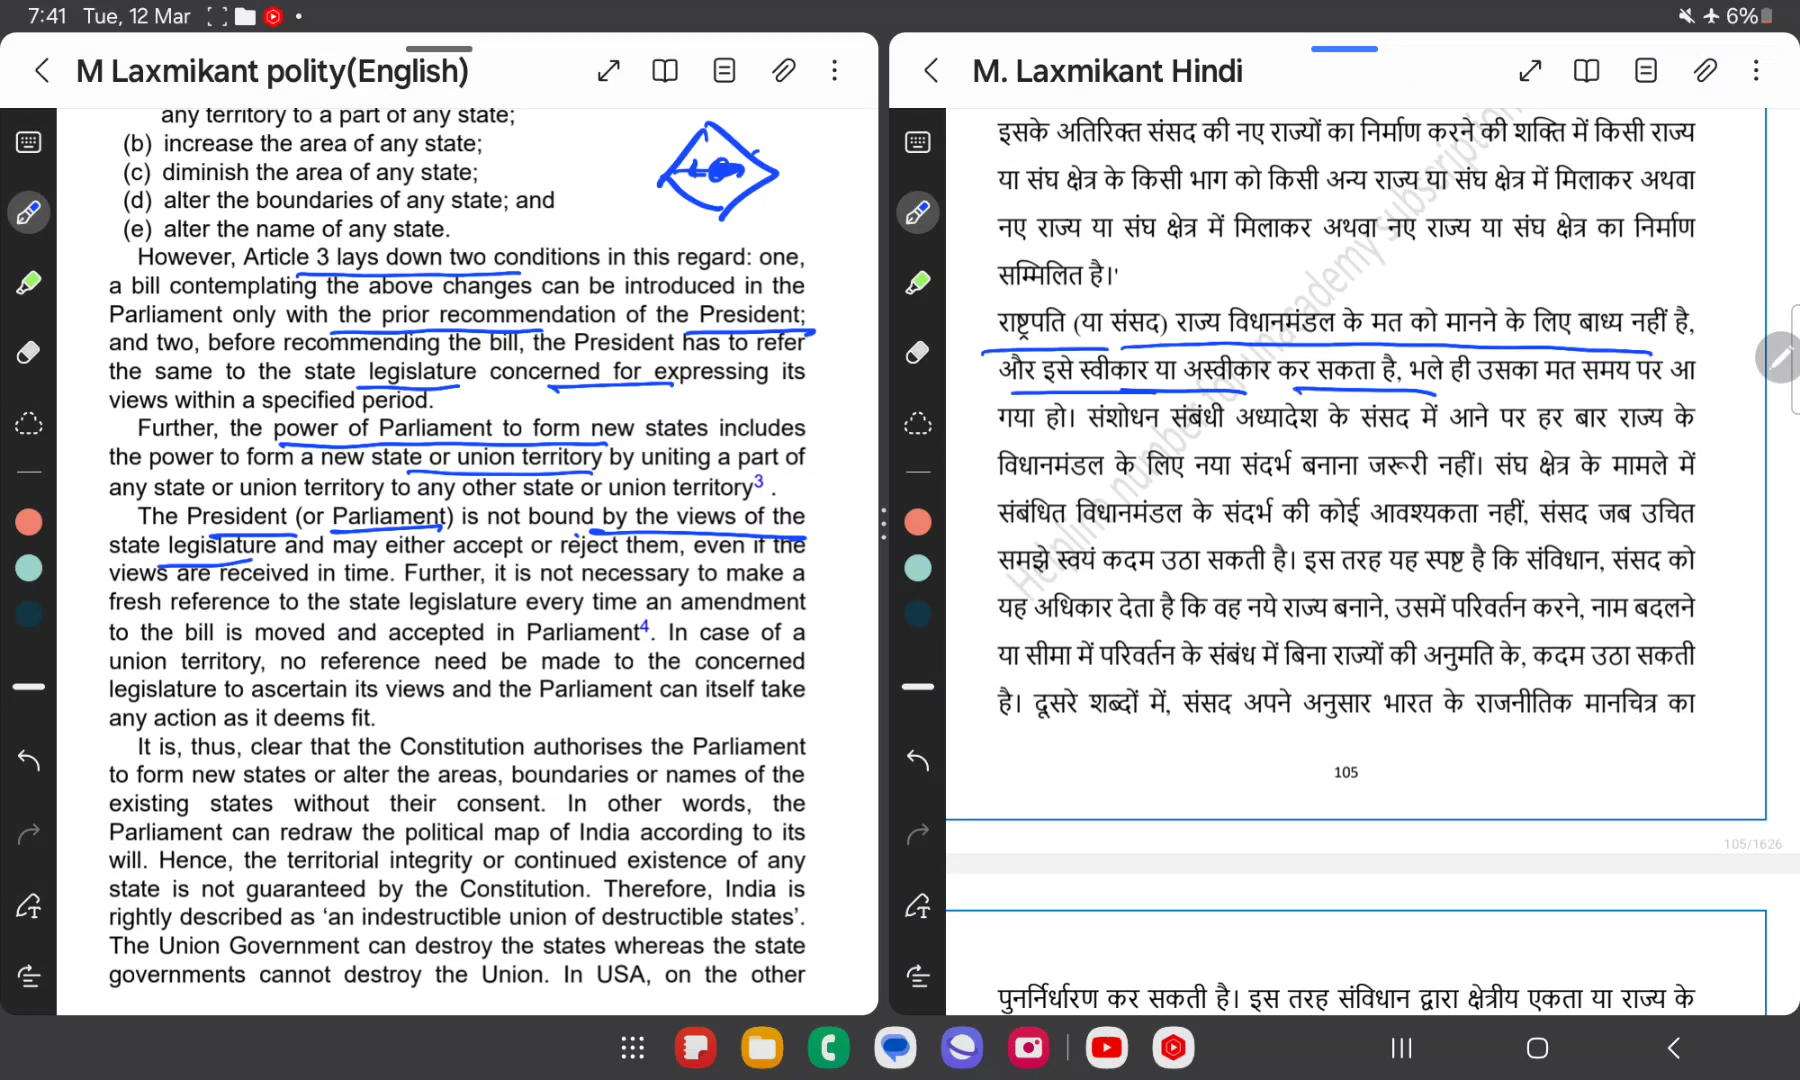 7:41 Tue, 12 Mar
6%
M Laxmikant polity(English)
any territory to a part of any state;
(b) increase the area of any state;
(c) diminish the area of any state;
(d) alter the boundaries of any state; and
(e) alter the name of any state.
However, Article 3 lays down two conditions in this regard: one,
a bill contemplating the above changes can be introduced in the
Parliament only with the prior recommendation of the President;
and two, before recommending the bill, the President has to refer
the same to the state legislature concerned for expressing its
views within a specified period.
Further, the power of Parliament to form new states includes
the power to form a new state or union territory by uniting a part of
any state or union territory to any other state or union territory3 .
The President (or Parliament) is not bound by the views of the
state legislature and may either accept or reject them, even if the
views are received in time. Further, it is not necessary to make a
fresh reference to the state legislature every time an amendment
to the bill is moved and accepted in Parliament4. In case of a
union territory, no reference need be made to the concerned
legislature to ascertain its views and the Parliament can itself take
any action as it deems fit.
It is, thus, clear that the Constitution authorises the Parliament
to form new states or alter the areas, boundaries or names of the
existing states without their consent. In other words, the
Parliament can redraw the political map of India according to its
will. Hence, the territorial integrity or continued existence of any
state is not guaranteed by the Constitution. Therefore, India is
rightly described as ‘an indestructible union of destructible states’.
The Union Government can destroy the states whereas the state
governments cannot destroy the Union. In USA, on the other
M. Laxmikant Hindi
इसके अतिरिक्त संसद की नए राज्यों का निर्माण करने की शक्ति में किसी राज्य
या संघ क्षेत्र के किसी भाग को किसी अन्य राज्य या संघ क्षेत्र में मिलाकर अथवा
नए राज्य या संघ क्षेत्र में मिलाकर अथवा नए राज्य या संघ क्षेत्र का निर्माण
सम्मिलित है।'
राष्ट्रपति (या संसद) राज्य विधानमंडल के मत को मानने के लिए बाध्य नहीं है,
और इसे स्वीकार या अस्वीकार कर सकता है, भले ही उसका मत समय पर आ
गया हो। संशोधन संबंधी अध्यादेश के संसद में आने पर हर बार राज्य के
विधानमंडल के लिए नया संदर्भ बनाना जरूरी नहीं। संघ क्षेत्र के मामले में
संबंधित विधानमंडल के संदर्भ की कोई आवश्यकता नहीं, संसद जब उचित
समझे स्वयं कदम उठा सकती है। इस तरह यह स्पष्ट है कि संविधान, संसद को
यह अधिकार देता है कि वह नये राज्य बनाने, उसमें परिवर्तन करने, नाम बदलने
या सीमा में परिवर्तन के संबंध में बिना राज्यों की अनुमति के, कदम उठा सकती
है। दूसरे शब्दों में, संसद अपने अनुसार भारत के राजनीतिक मानचित्र का
105
105/1626
पुनर्निर्धारण कर सकती है। इस तरह संविधान द्वारा क्षेत्रीय एकता या राज्य के
Helpline number for unacademy subscription